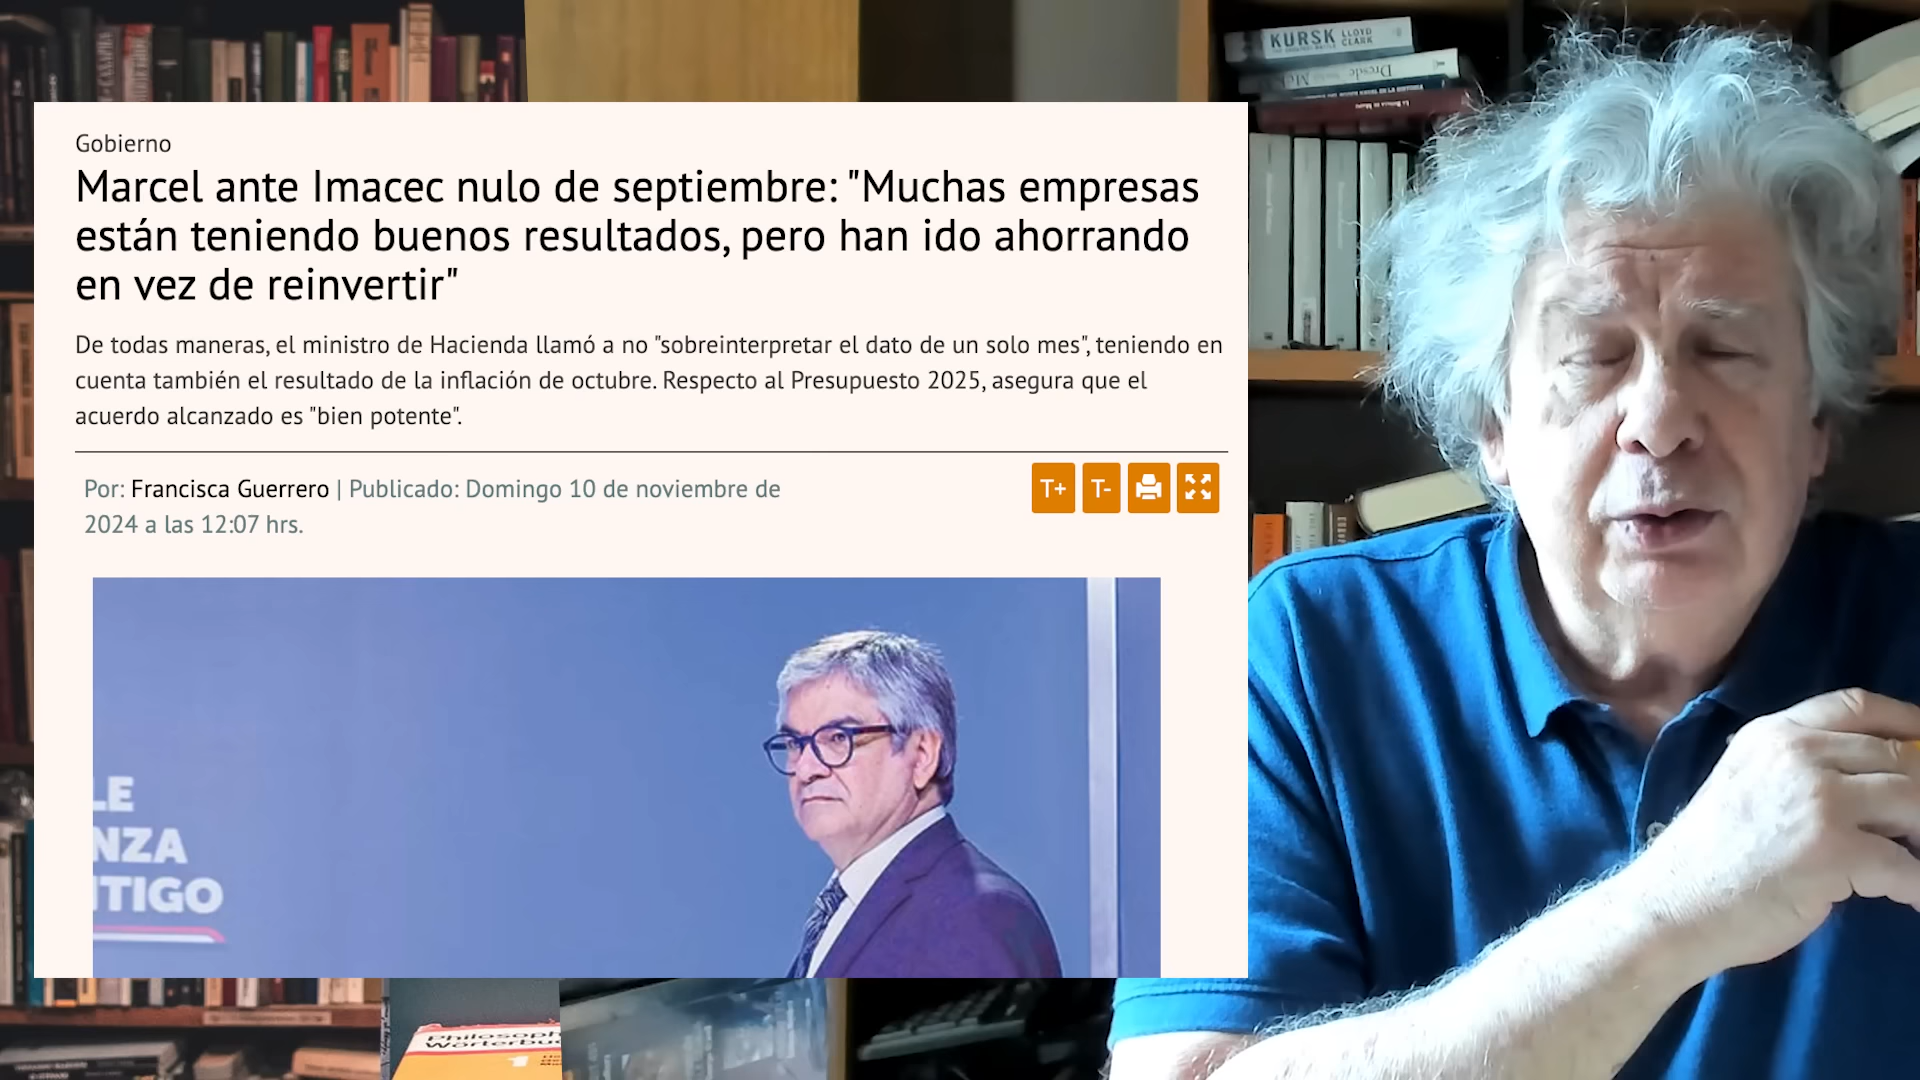 KURSK LLOYD CLARK
Gobierno
Marcel ante Imacec nulo de septiembre: "Muchas empresas
están teniendo buenos resultados, pero han ido ahorrando
en vez de reinvertir"
De todas maneras, el ministro de Hacienda llamó a no "sobreinterpretar el dato de un solo mes", teniendo en
cuenta también el resultado de la inflación de octubre. Respecto al Presupuesto 2025, asegura que el
acuerdo alcanzado es "bien potente".
Por: Francisca Guerrero | Publicado: Domingo 10 de noviembre de
2024 a las 12:07 hrs.
T+ T-
LE
NZA
NTIGO